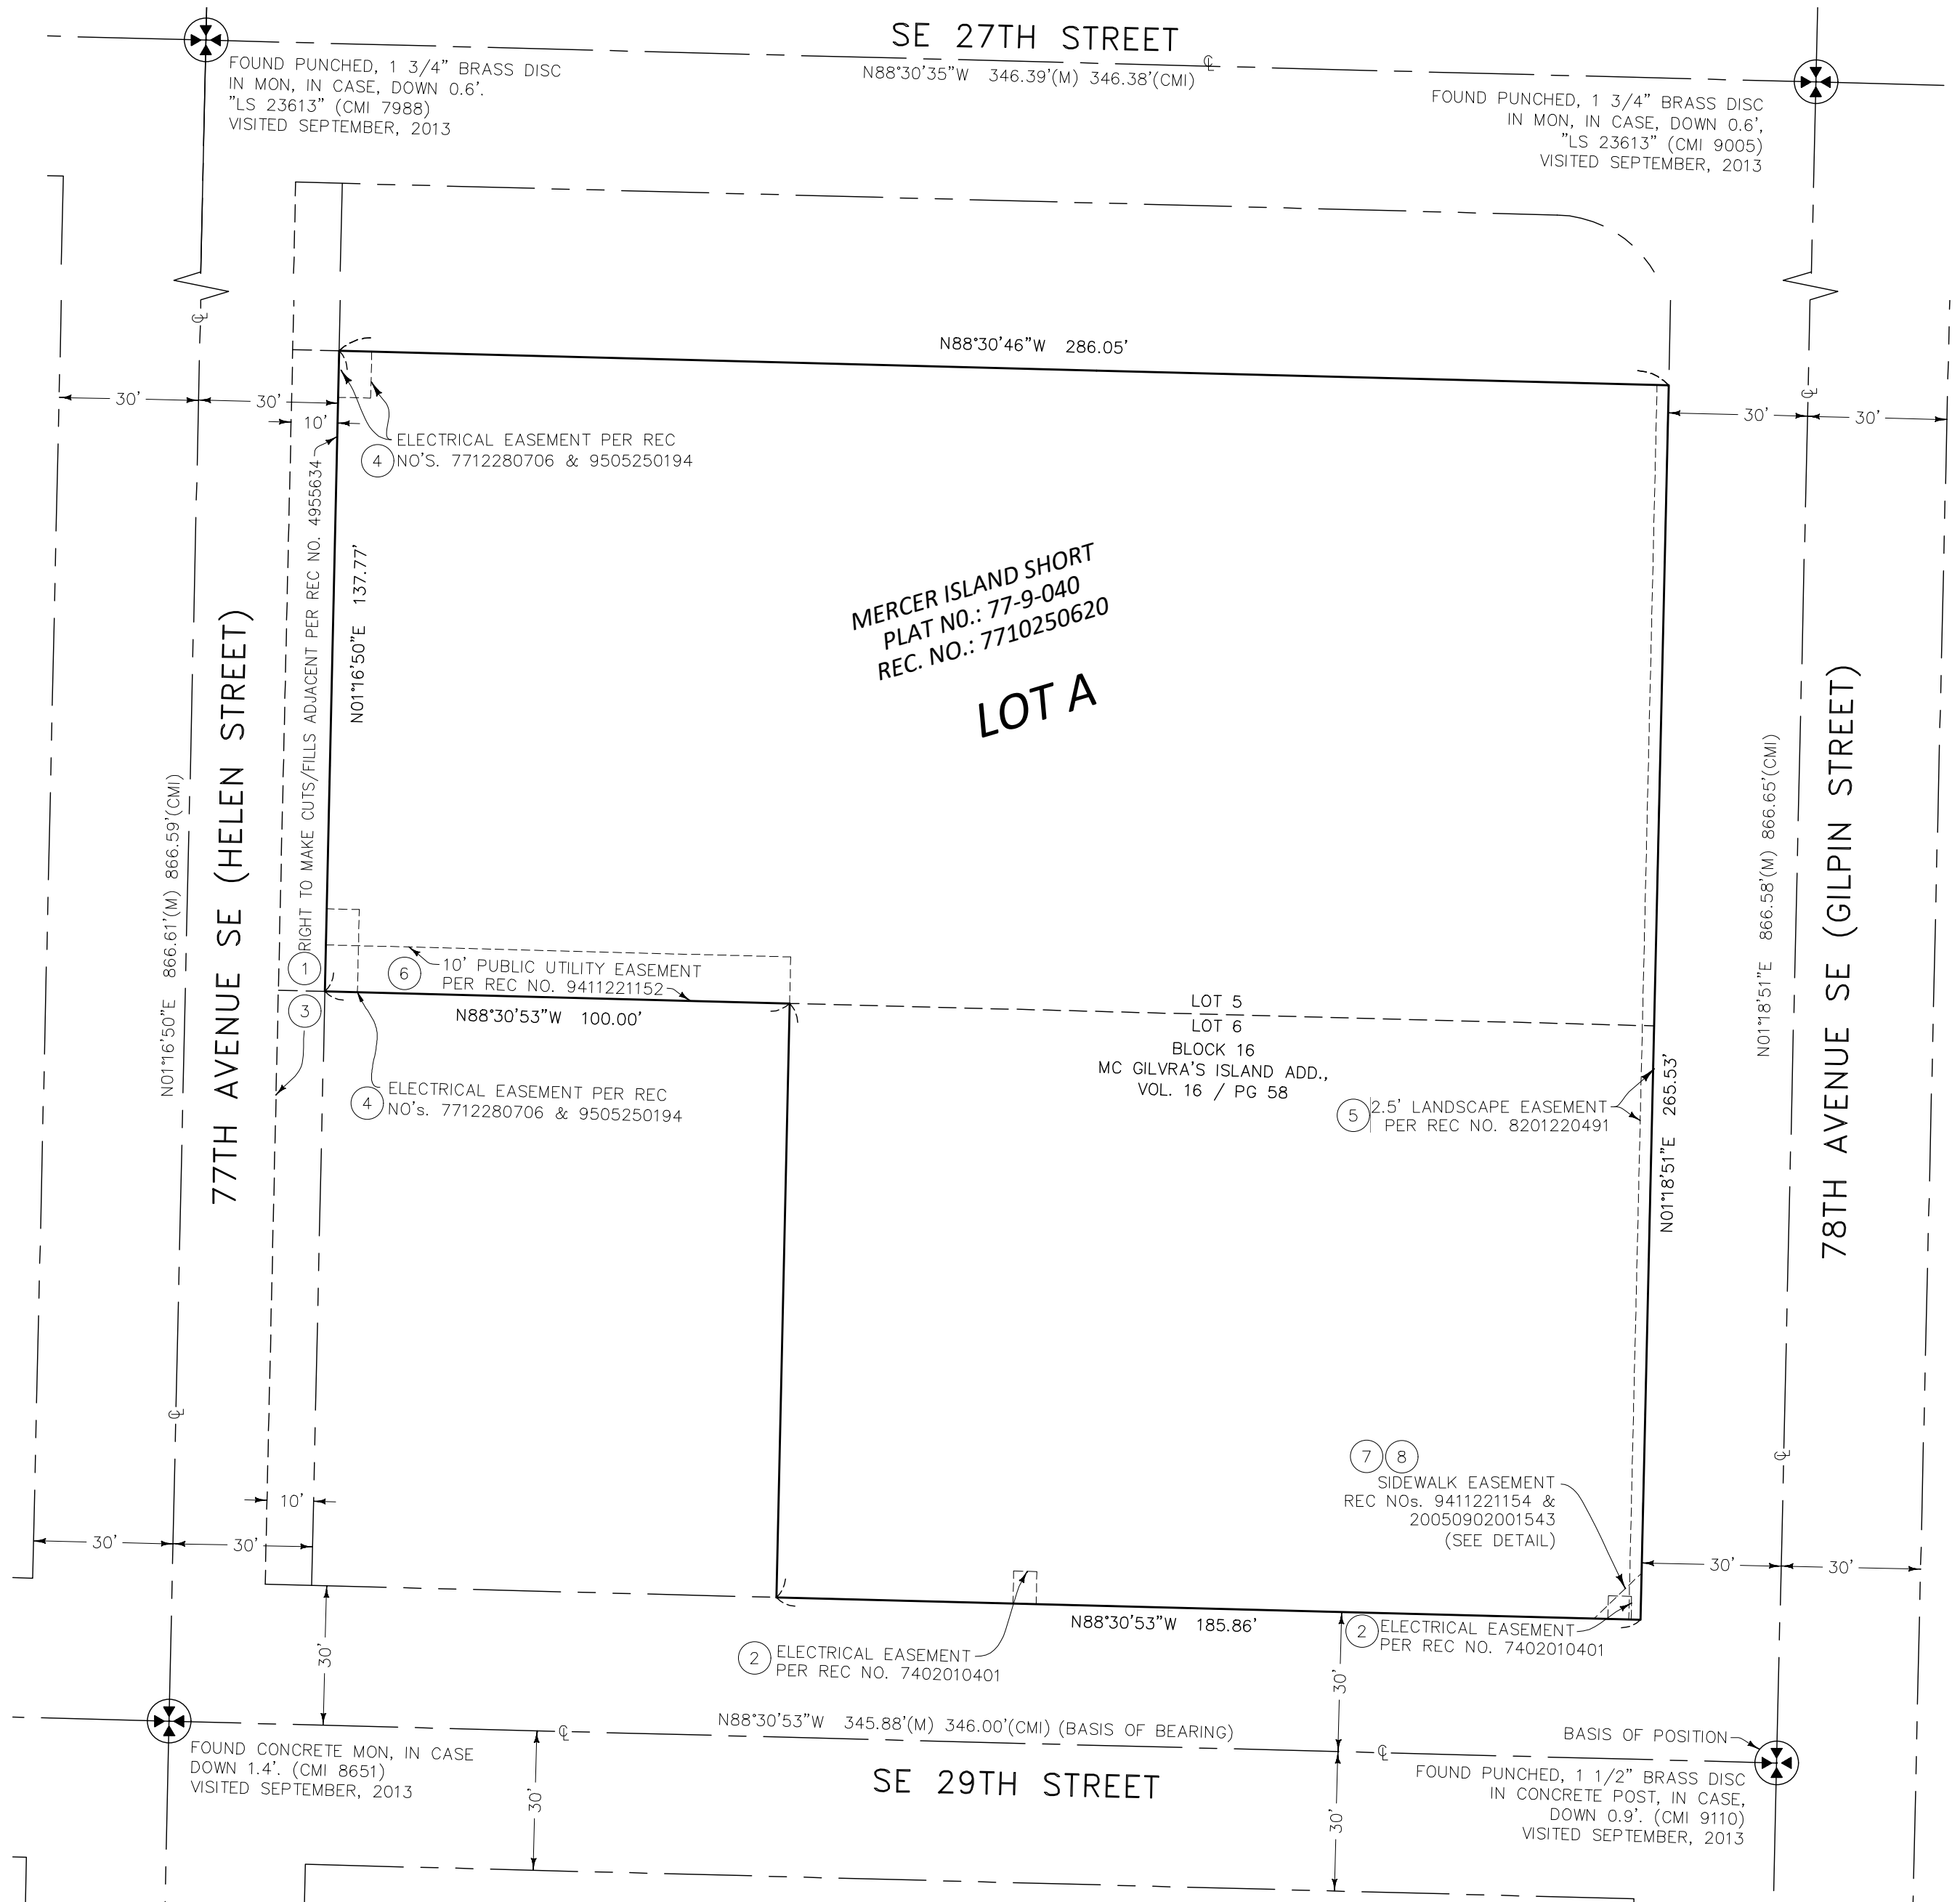 SE 27TH STREET
N88°30'35"W 346.39'(M) 346.38'(CMI)
FOUND PUNCHED, 1 3/4" BRASS DISC
IN MON, IN CASE, DOWN 0.6'.
"LS 23613" (CMI 7988)
VISITED SEPTEMBER, 2013
FOUND PUNCHED, 1 3/4" BRASS DISC
IN MON, IN CASE, DOWN 0.6',
"LS 23613" (CMI 9005)
VISITED SEPTEMBER, 2013
N88°30'46"W 286.05'
30'
30'
10'
30'
30'
4
ELECTRICAL EASEMENT PER REC
NO'S. 7712280706 & 9505250194
RIGHT TO MAKE CUTS/FILLS ADJACENT PER REC NO. 4955634
N01°16'50"E 137.77'
MERCER ISLAND SHORT
PLAT N0.: 77-9-040
REC. NO.: 7710250620
LOT A
77TH AVENUE SE (HELEN STREET)
N01°16'50"E 866.61'(M) 866.59'(CMI)
78TH AVENUE SE (GILPIN STREET)
N01°18'51"E 866.58'(M) 866.65'(CMI)
1
6
10' PUBLIC UTILITY EASEMENT
PER REC NO. 9411221152
3
N88°30'53"W 100.00'
LOT 5
LOT 6
BLOCK 16
MC GILVRA'S ISLAND ADD.,
VOL. 16 / PG 58
4
ELECTRICAL EASEMENT PER REC
NO's. 7712280706 & 9505250194
5
2.5' LANDSCAPE EASEMENT
PER REC NO. 8201220491
N01°18'51"E 265.53'
7 8
SIDEWALK EASEMENT
REC NOs. 9411221154 &
20050902001543
(SEE DETAIL)
10'
30'
30'
30'
30'
N88°30'53"W 185.86'
2
ELECTRICAL EASEMENT
PER REC NO. 7402010401
2
ELECTRICAL EASEMENT
PER REC NO. 7402010401
30'
30'
N88°30'53"W 345.88'(M) 346.00'(CMI) (BASIS OF BEARING)
BASIS OF POSITION
FOUND CONCRETE MON, IN CASE
DOWN 1.4'. (CMI 8651)
VISITED SEPTEMBER, 2013
SE 29TH STREET
FOUND PUNCHED, 1 1/2" BRASS DISC
IN CONCRETE POST, IN CASE,
DOWN 0.9'. (CMI 9110)
VISITED SEPTEMBER, 2013
30'
30'